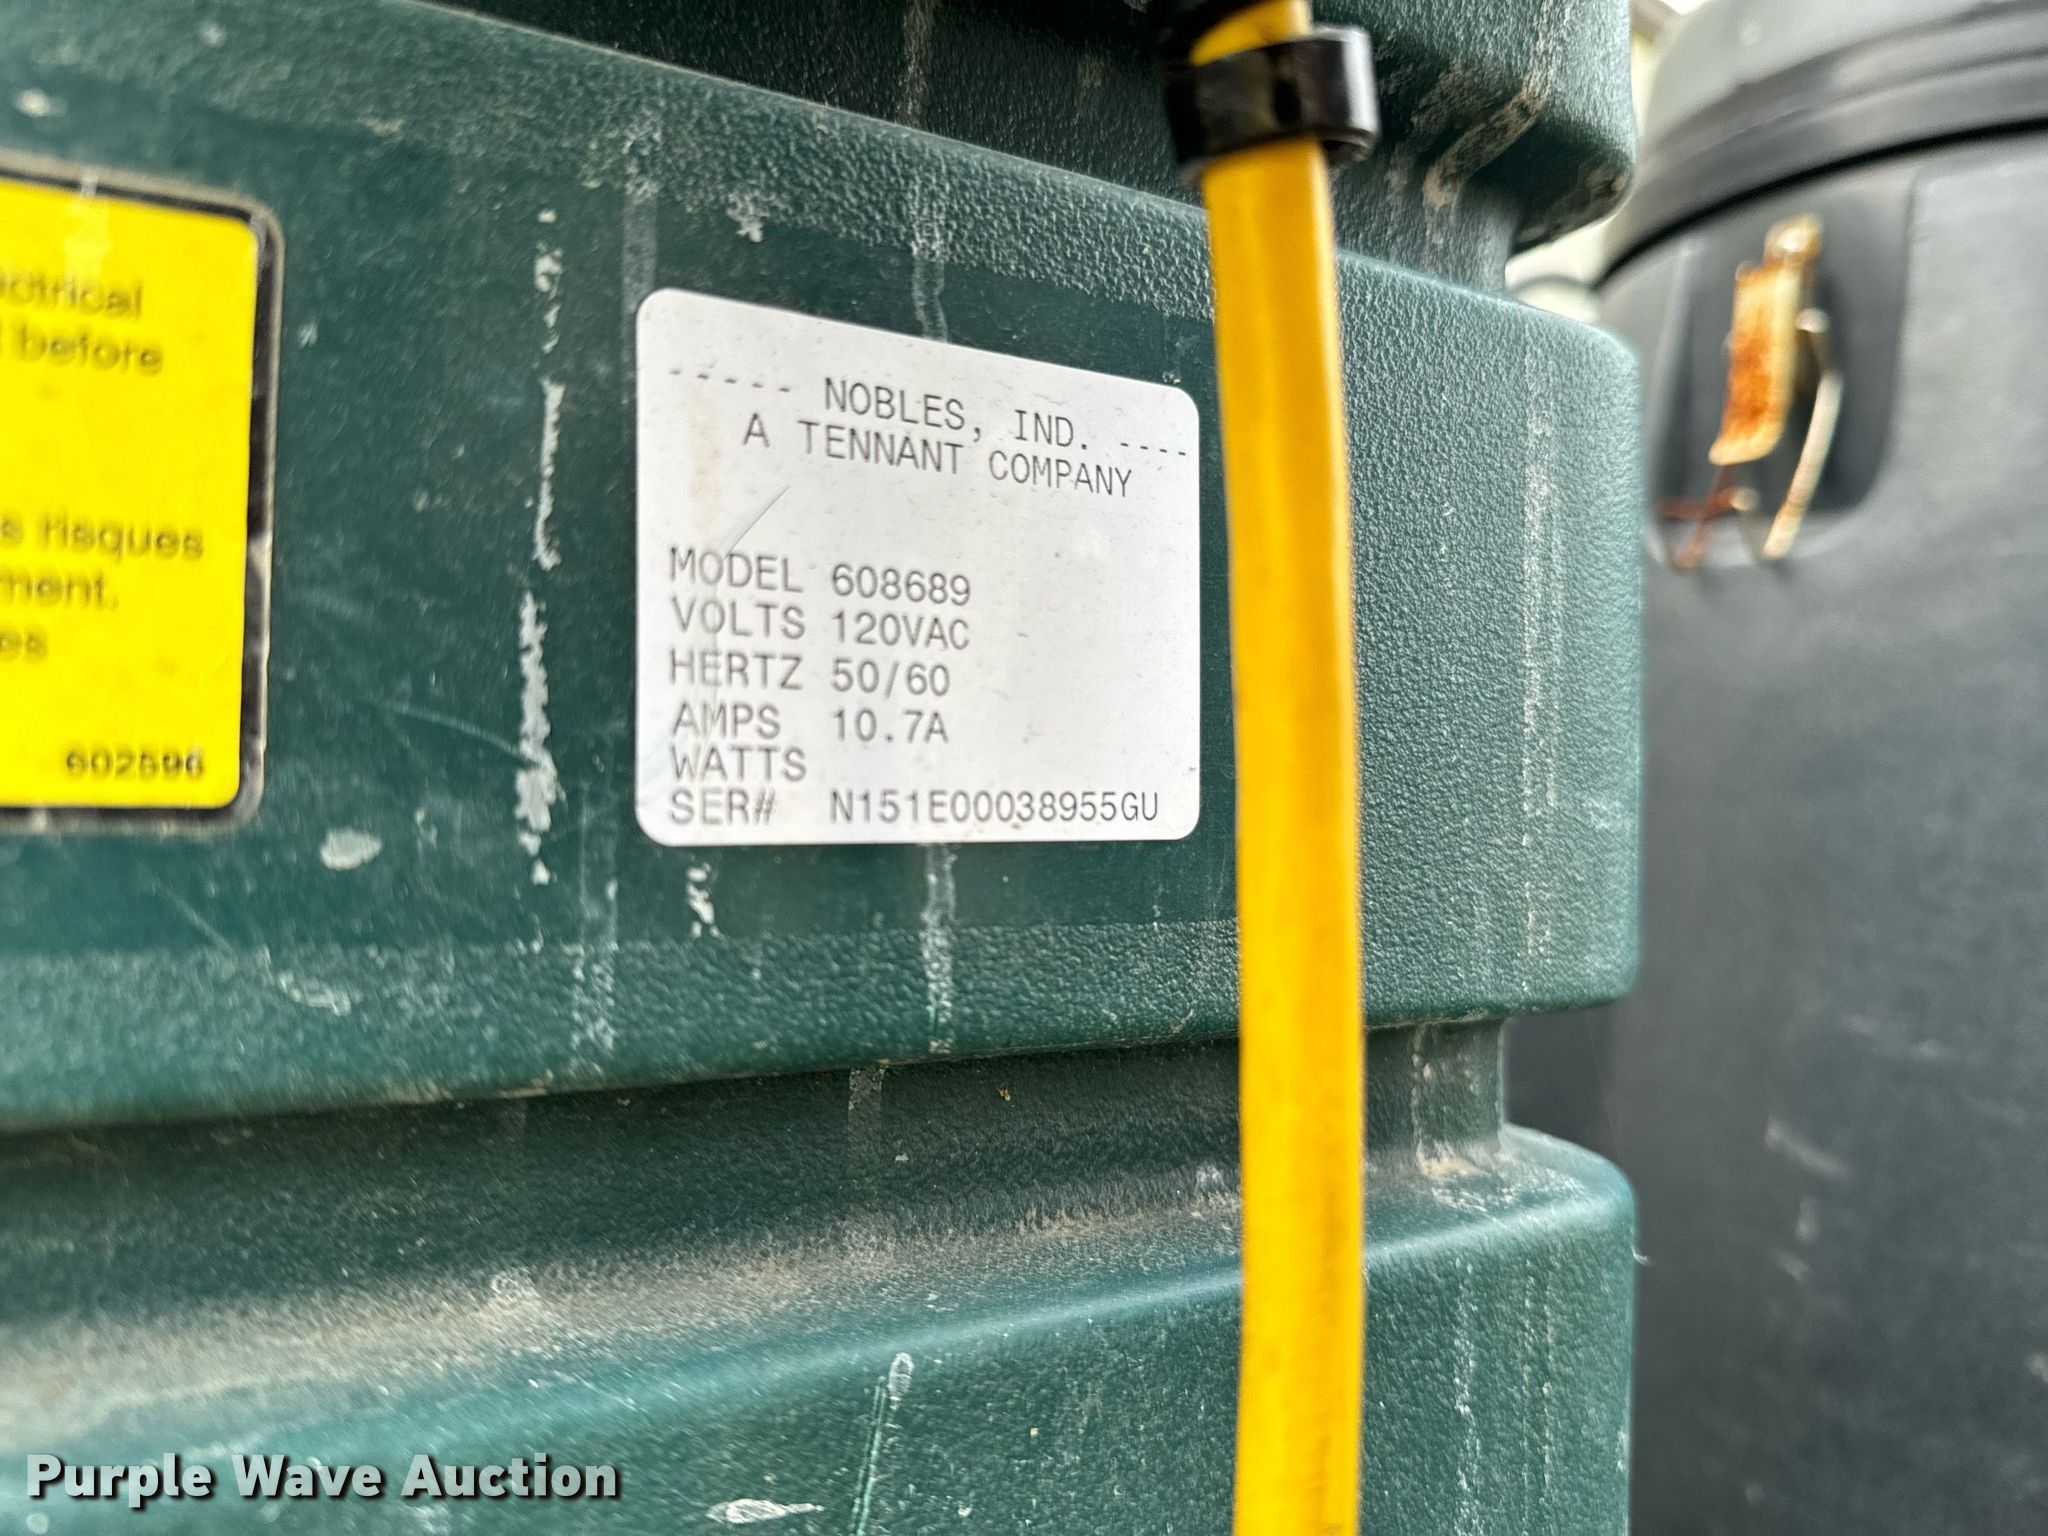 ectrical
before
s risques
ment.
es
602596
----- NOBLES, IND. ----
A TENNANT COMPANY
MODEL 608689
VOLTS 120VAC
HERTZ 50/60
AMPS 10.7A
WATTS
SER# N151E00038955GU
Purple Wave Auction